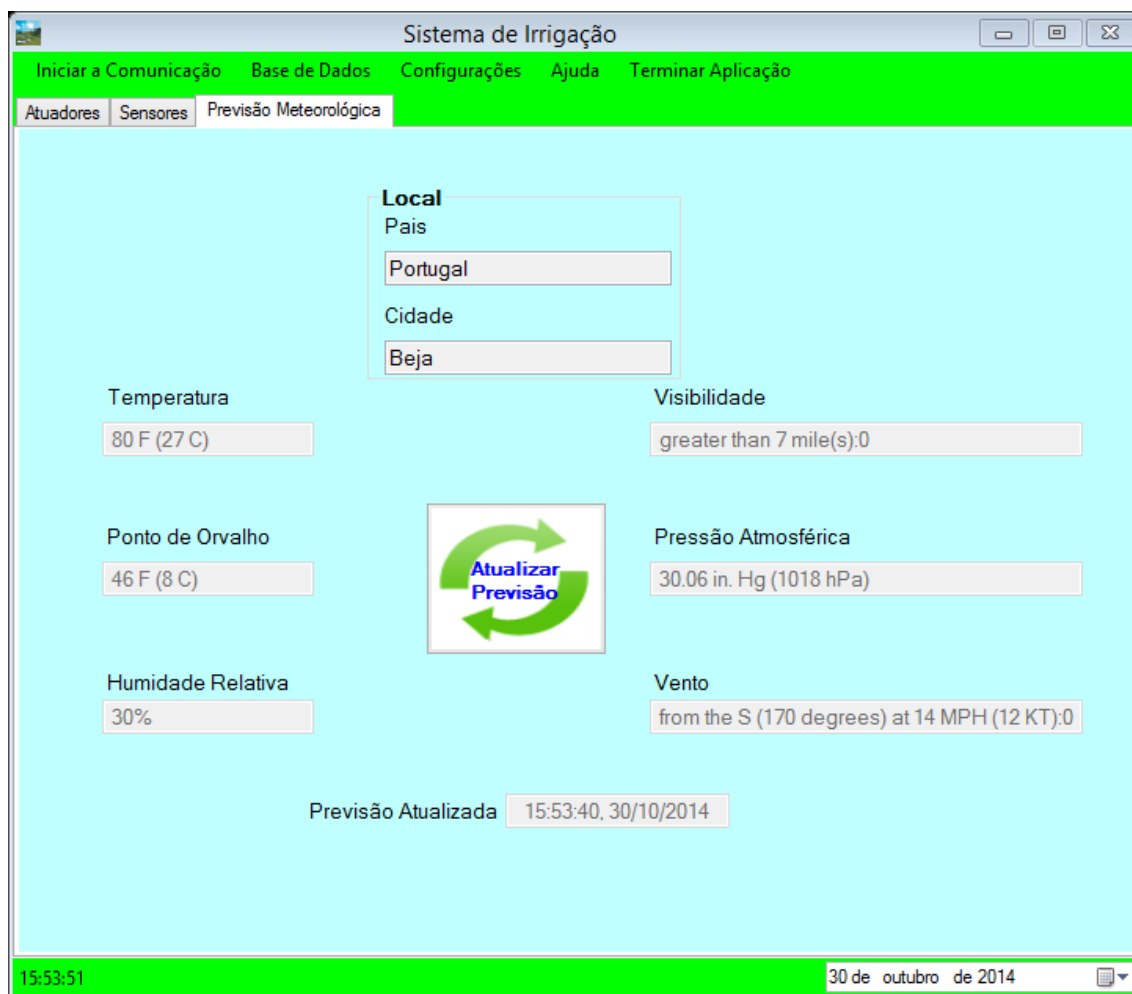 Sistema de Irrigação
Iniciar a Comunicação Base de Dados Configurações Ajuda Terminar Aplicação
Atuadores Sensores Previsão Meteorológica
Local
Pais
Portugal
Cidade
Beja
Temperatura
80 F (27 C)
Visibilidade
greater than 7 mile(s):0
Ponto de Orvalho
46 F (8 C)
Atualizar
Previsão
Pressão Atmosférica
30.06 in. Hg (1018 hPa)
Humidade Relativa
30%
Vento
from the S (170 degrees) at 14 MPH (12 KT):0
Previsão Atualizada 15:53:40, 30/10/2014
15:53:51 30 de outubro de 2014